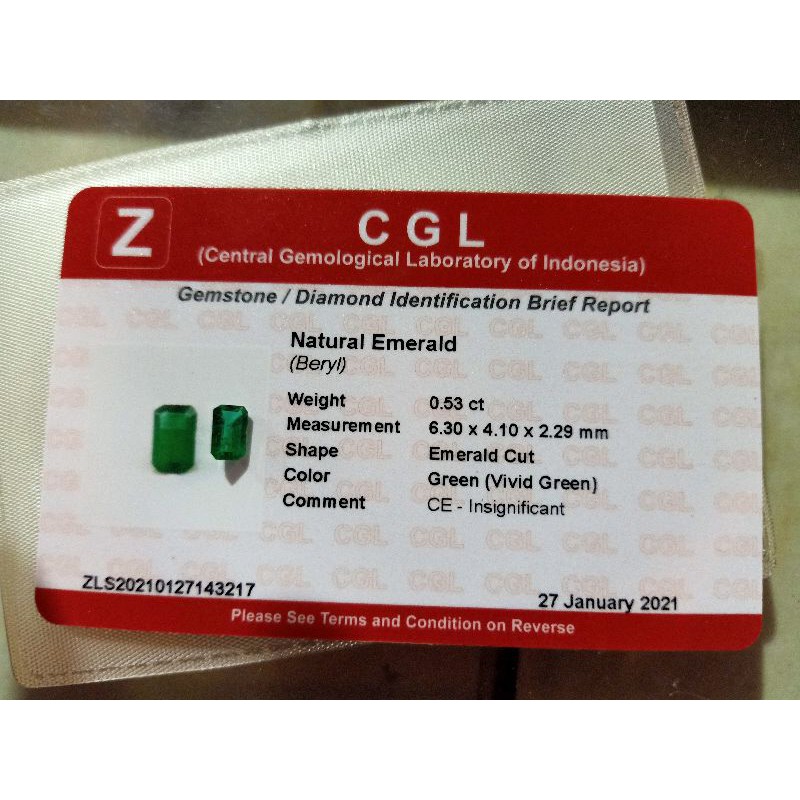 Z
C G L
(Central Gemological Laboratory of Indonesia)
Gemstone / Diamond Identification Brief Report
Natural Emerald
(Beryl)
Weight 0.53 ct
Measurement 6.30 x 4.10 x 2.29 mm
Shape Emerald Cut
Color Green (Vivid Green)
Comment CE - Insignificant
ZLS20210127143217
27 January 2021
Please See Terms and Condition on Reverse